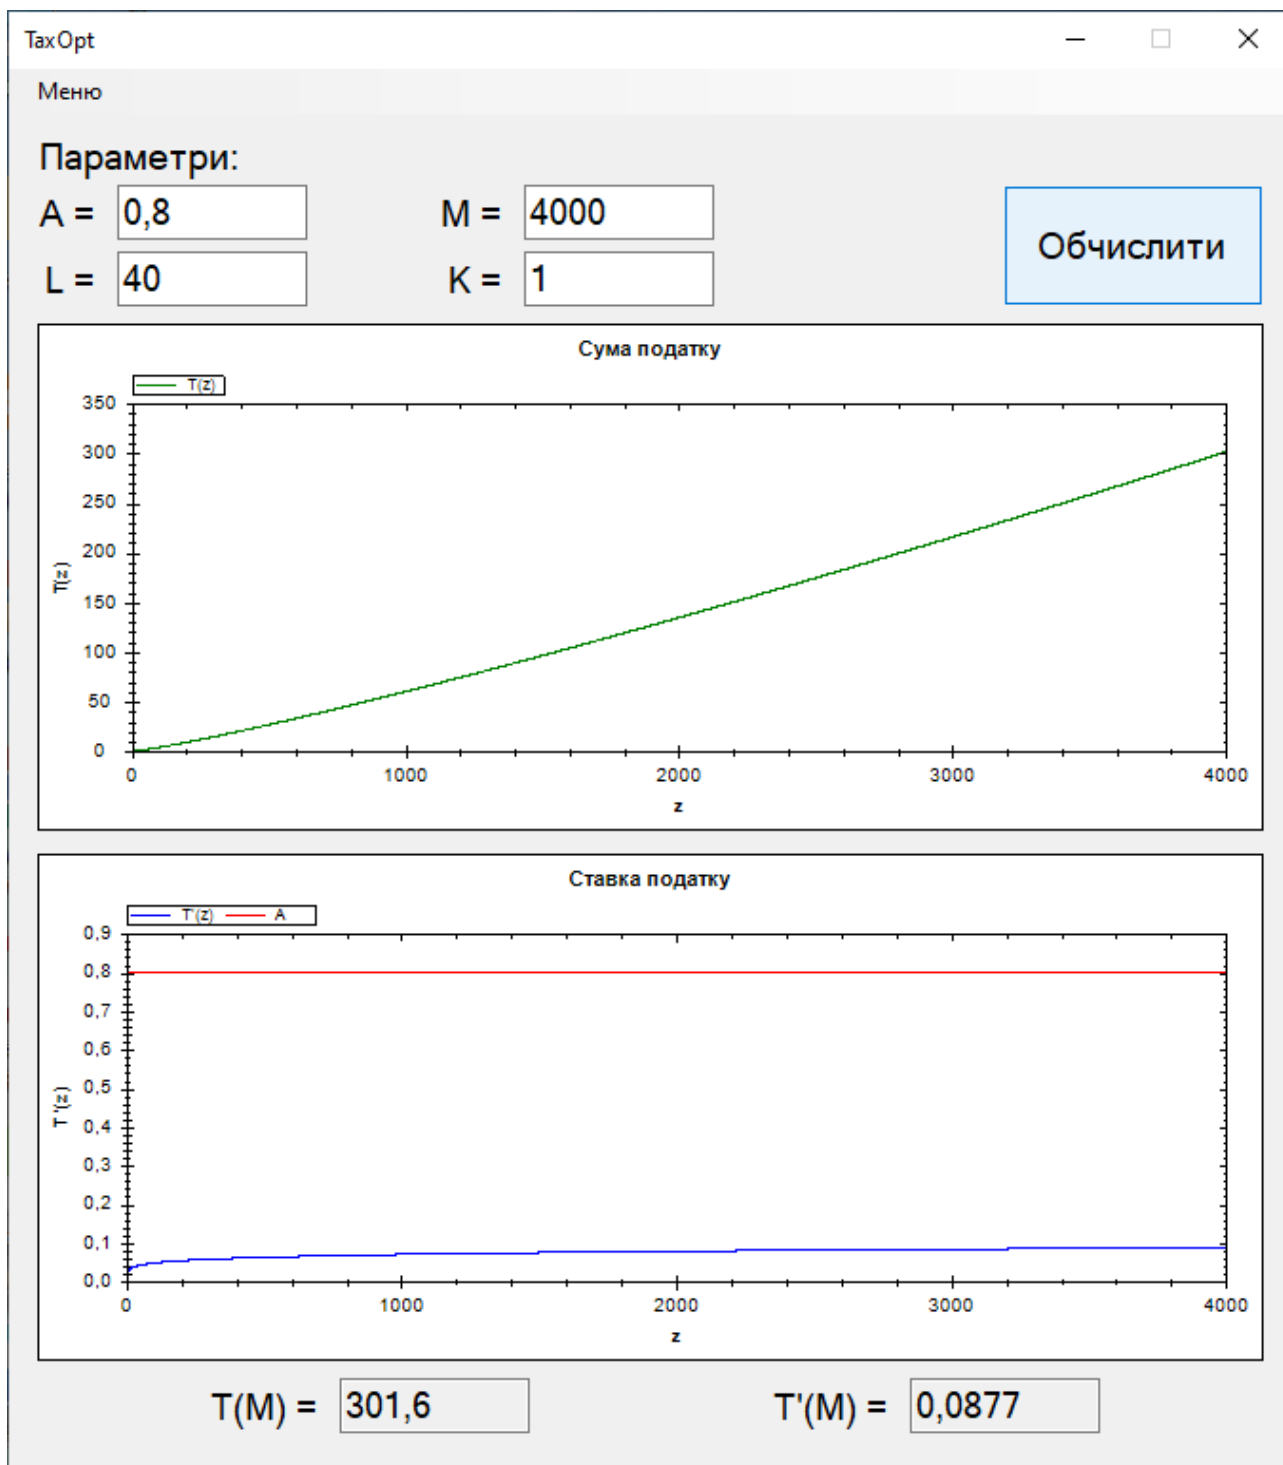 TaxOpt
Меню
Параметри:
A = 0,8 M = 4000
L = 40 K = 1
Обчислити
Сума податку
T(z)
350
300
250
200
150
100
50
0
T(z)
0 1000 2000 3000 4000
z
Ставка податку
T'(z) A
0,9
0,8
0,7
0,6
0,5
0,4
0,3
0,2
0,1
0,0
T'(z)
0 1000 2000 3000 4000
z
T(M) = 301,6 T'(M) = 0,0877